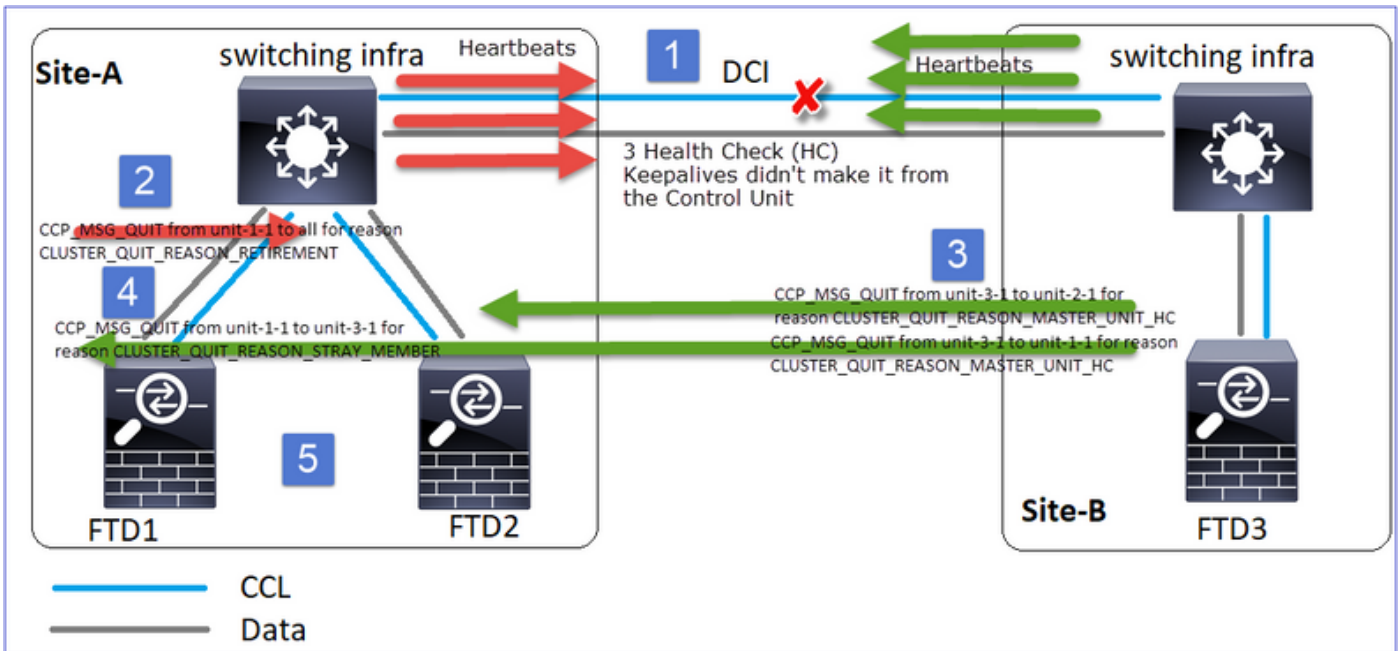 Site-A
switching infra
Heartbeats
1
DCI
Heartbeats
switching infra
3 Health Check (HC)
Keepalives didn't make it from
the Control Unit
2
CCP_MSG_QUIT from unit-1-1 to all for reason
CLUSTER_QUIT_REASON_RETIREMENT
3
CCP_MSG_QUIT from unit-3-1 to unit-2-1 for
reason CLUSTER_QUIT_REASON_MASTER_UNIT_HC
CCP_MSG_QUIT from unit-3-1 to unit-1-1 for reason
CLUSTER_QUIT_REASON_MASTER_UNIT_HC
4
CCP_MSG_QUIT from unit-1-1 to unit-3-1 for
reason CLUSTER_QUIT_REASON_STRAY_MEMBER
5
FTD1
FTD2
Site-B
FTD3
CCL
Data